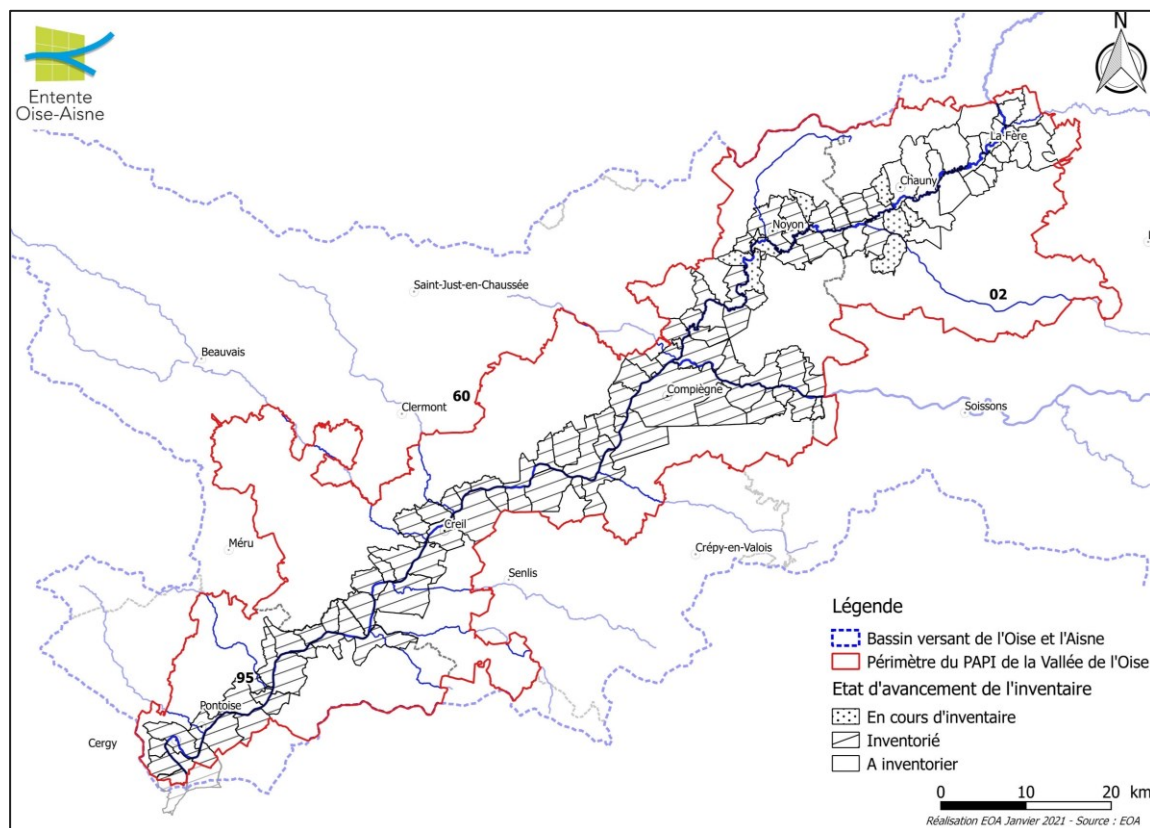 Entente
Oise-Aisne
N
La Fère
Chauny
Noyon
Saint-Just-en-Chaussée
02
Beauvais
Compiègne
Clermont
60
Soissons
Creil
Méru
Crépy-en-Valois
Senlis
95
Pontoise
Cergy
Légende
Bassin versant de l'Oise et l'Aisne
Périmètre du PAPI de la Vallée de l'Oise
Etat d'avancement de l'inventaire
En cours d'inventaire
Inventorié
A inventorier
0 10 20 km
Réalisation EOA Janvier 2021 - Source : EOA